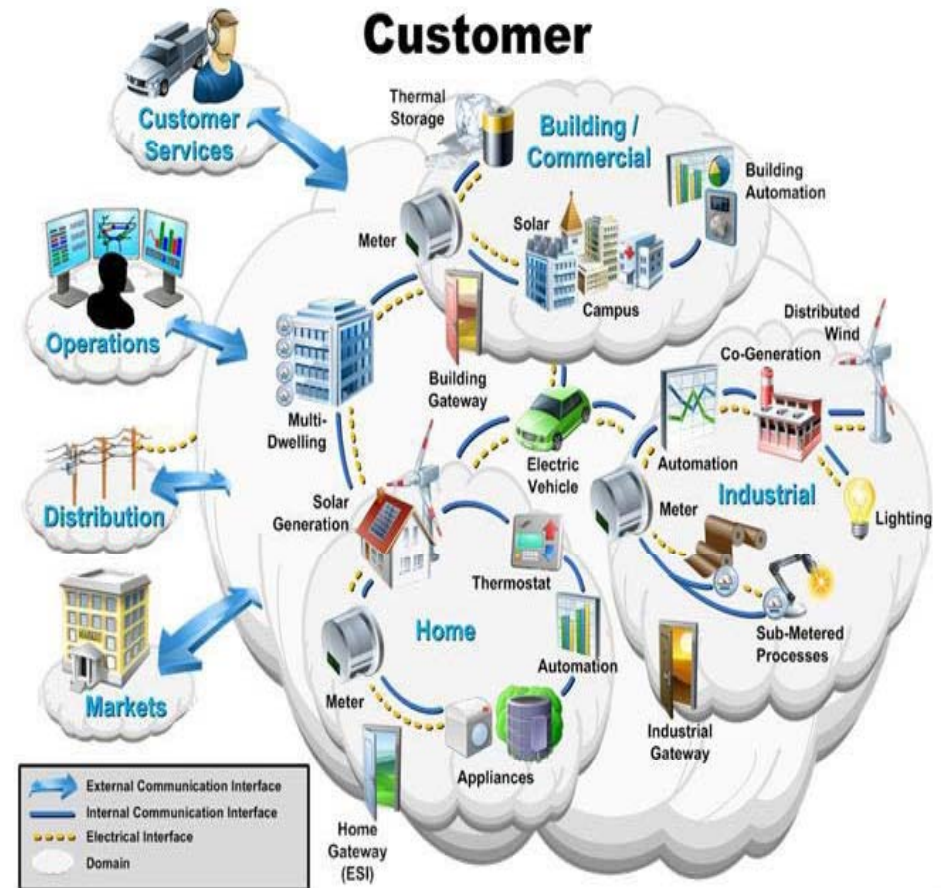 Customer
Customer
Services
Operations
Distribution
Markets
Thermal
Storage
Building /
Commercial
Building
Automation
Meter
Solar
Campus
Building
Gateway
Multi-
Dwelling
Electric
Vehicle
Distributed
Wind
Co-Generation
Automation
Industrial
Meter
Lighting
Sub-Metered
Processes
Industrial
Gateway
Solar
Generation
Thermostat
Home
Meter
Automation
Appliances
Home
Gateway
(ESI)
External Communication Interface
Internal Communication Interface
Electrical Interface
Domain